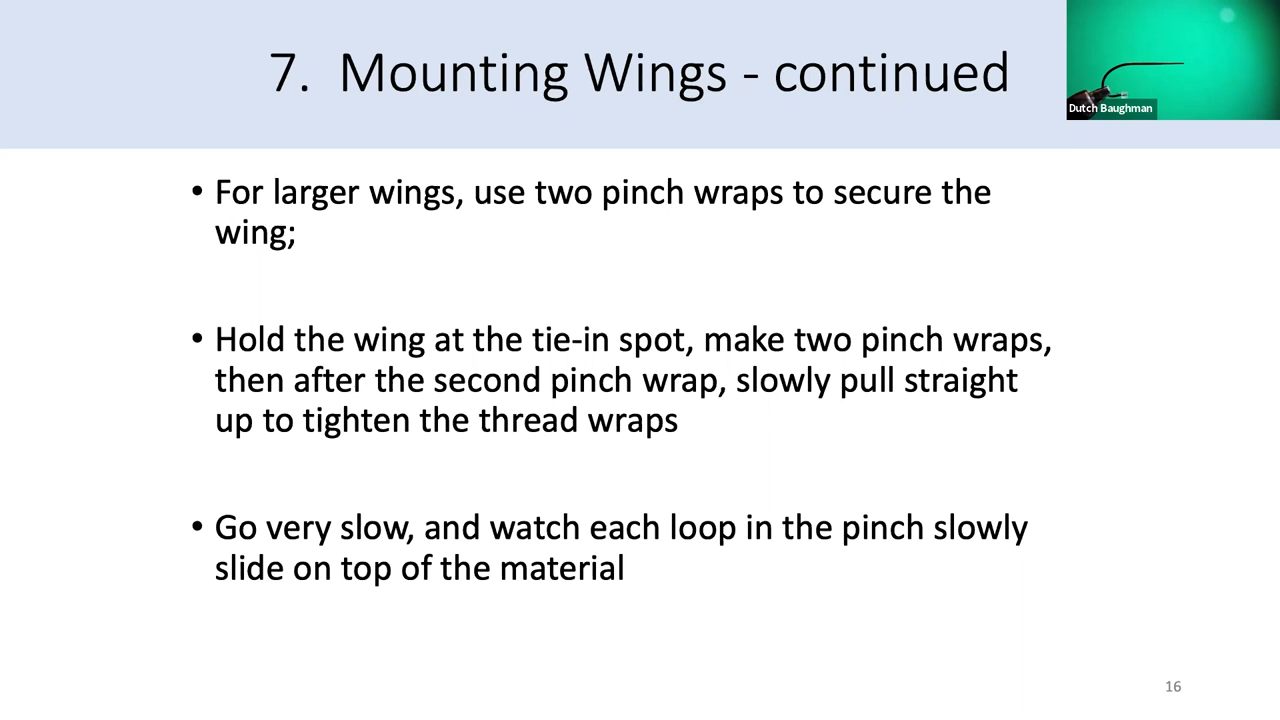 7. Mounting Wings - continued
Dutch Baughman
• For larger wings, use two pinch wraps to secure the
wing;
• Hold the wing at the tie-in spot, make two pinch wraps,
then after the second pinch wrap, slowly pull straight
up to tighten the thread wraps
• Go very slow, and watch each loop in the pinch slowly
slide on top of the material
16